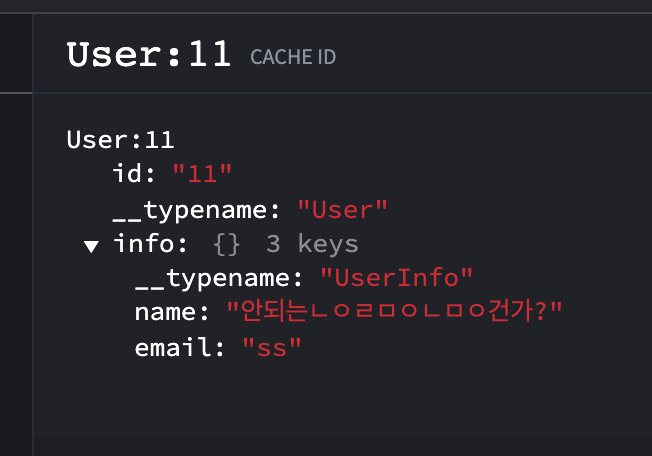 User:11 CACHE ID
User:11
id: "11"
__typename: "User"
▼ info: {} 3 keys
__typename: "UserInfo"
name: "안되는ㄴㅇㄹㅁㅇㄴㅁㅇ건가?"
email: "ss"